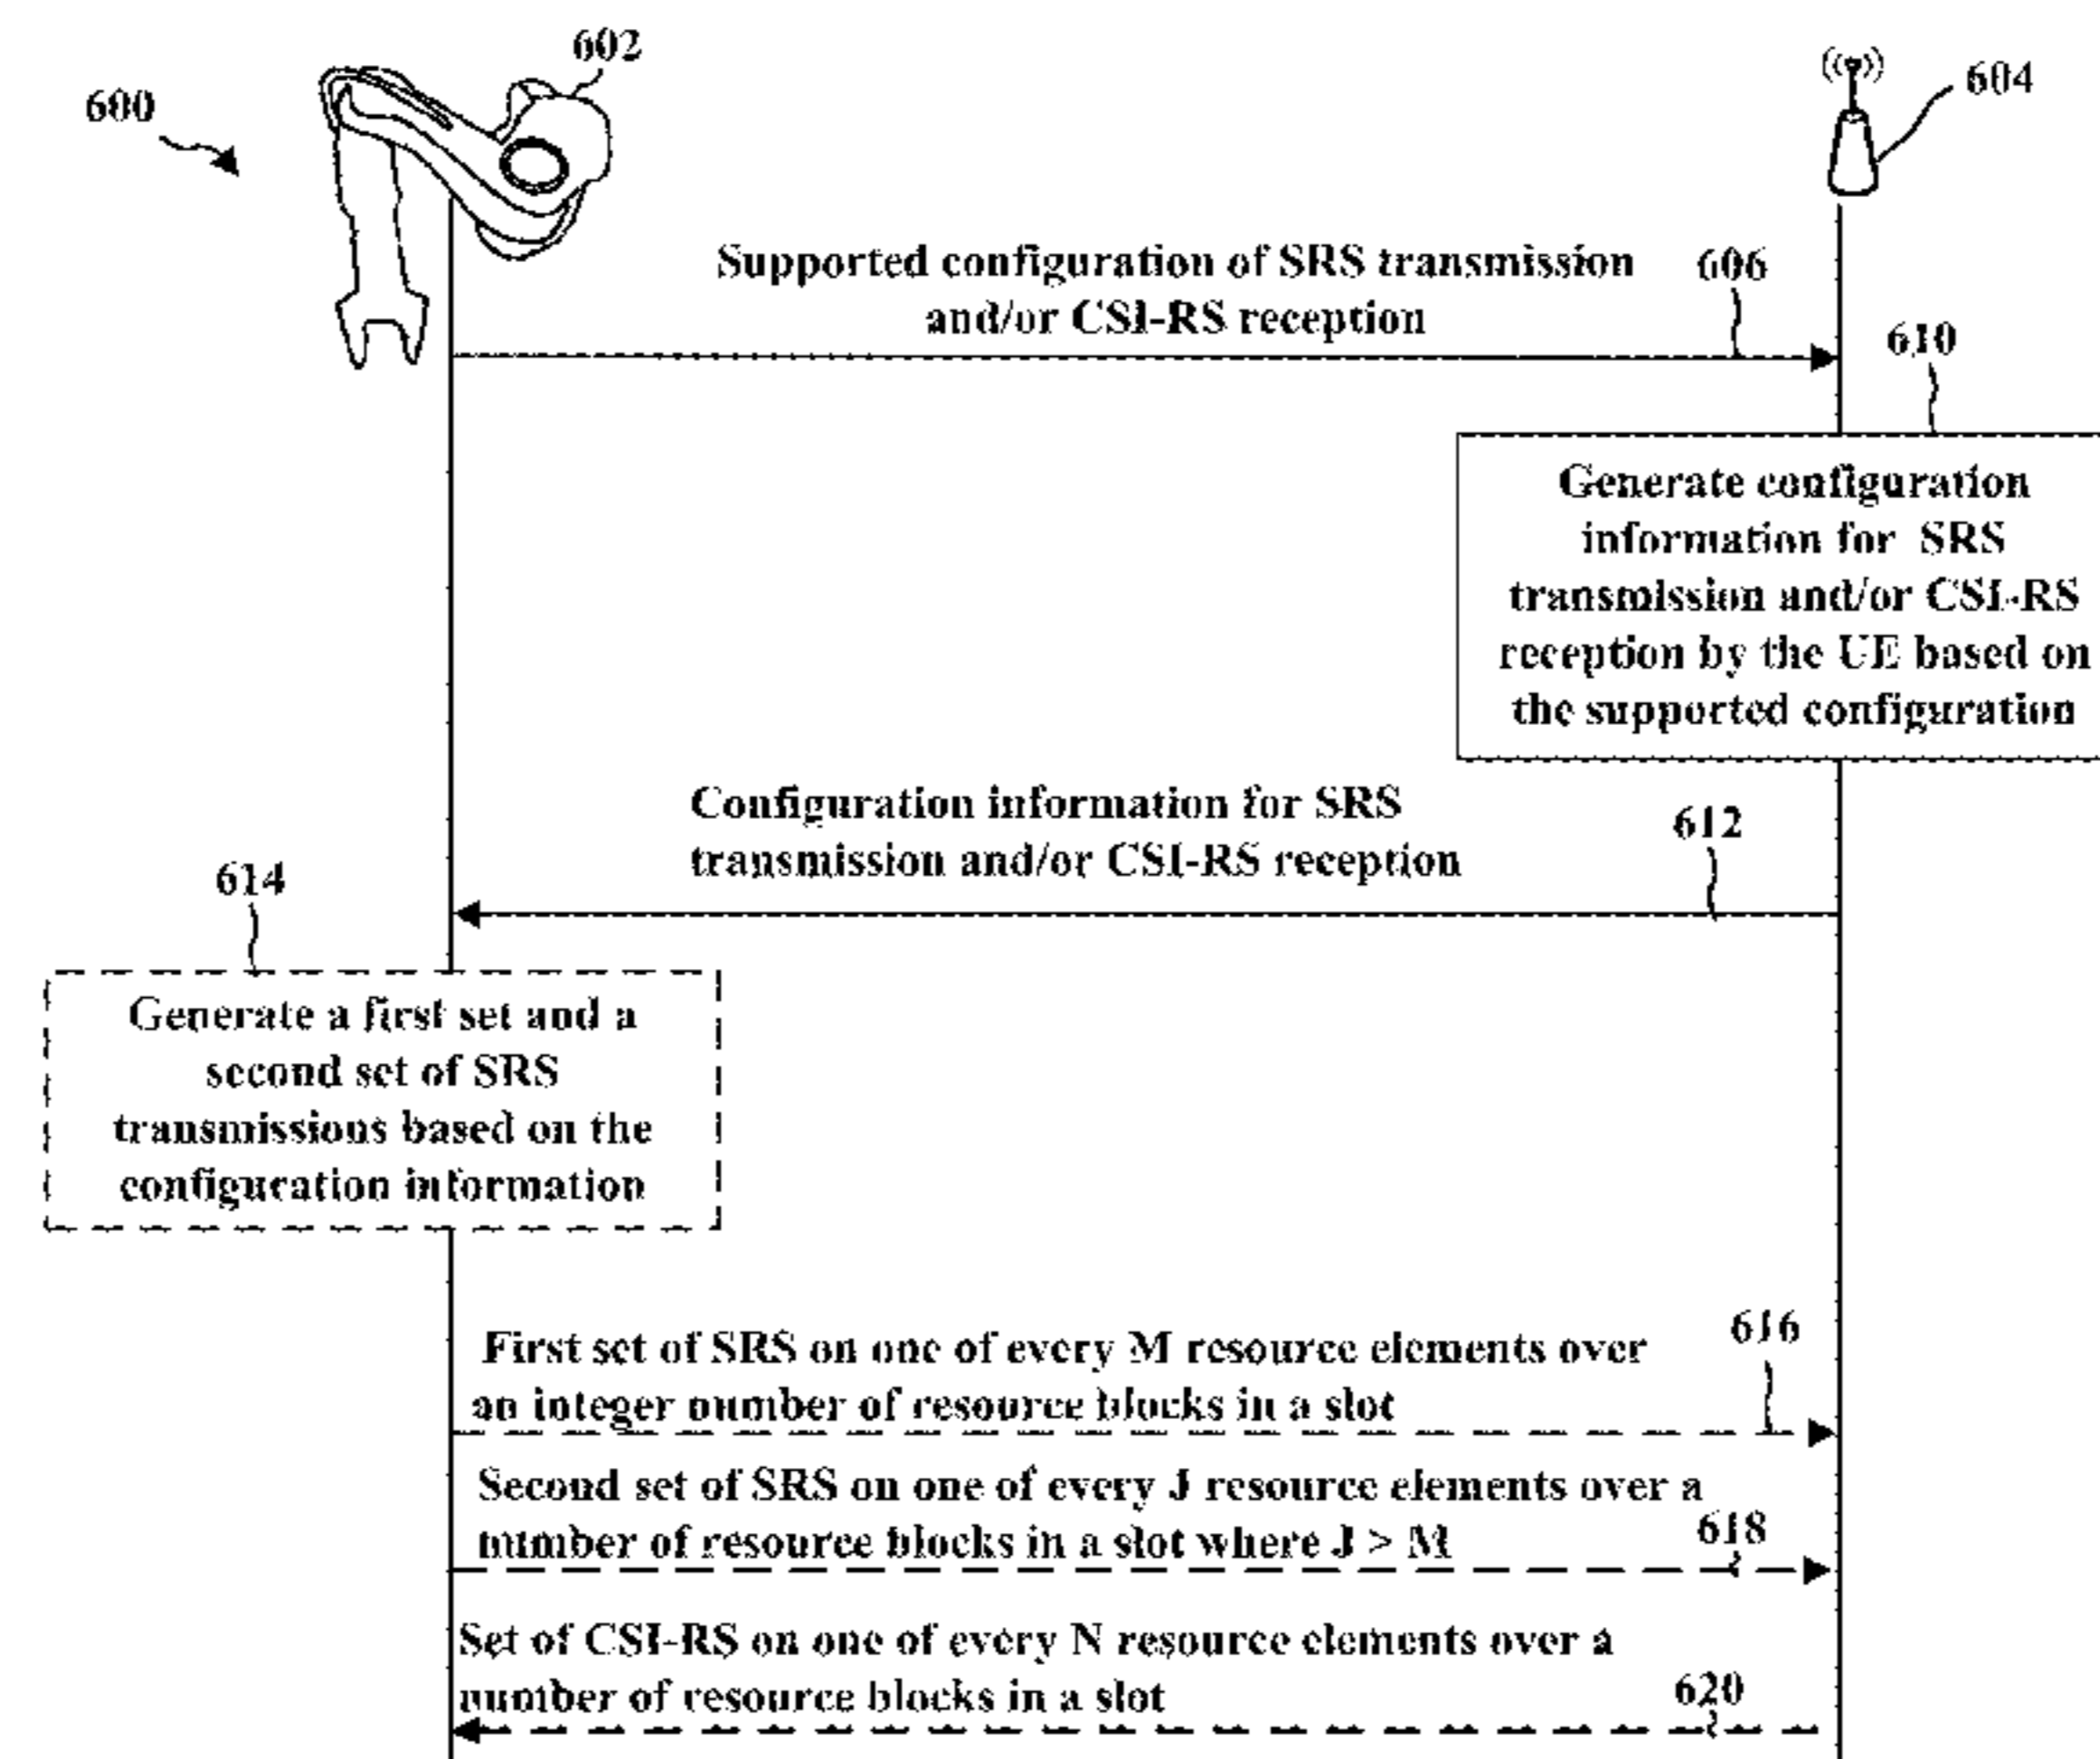 602
600
604
Supported configuration of SRS transmission
and/or CSI-RS reception
606
610
Generate configuration
information for SRS
transmission and/or CSI-RS
reception by the UE based on
the supported configuration
Configuration information for SRS
transmission and/or CSI-RS reception
612
614
Generate a first set and a
second set of SRS
transmissions based on the
configuration information
First set of SRS on one of every M resource elements over
an integer number of resource blocks in a slot
616
Second set of SRS on one of every J resource elements over a
number of resource blocks in a slot where J > M
618
Set of CSI-RS on one of every N resource elements over a
number of resource blocks in a slot
620